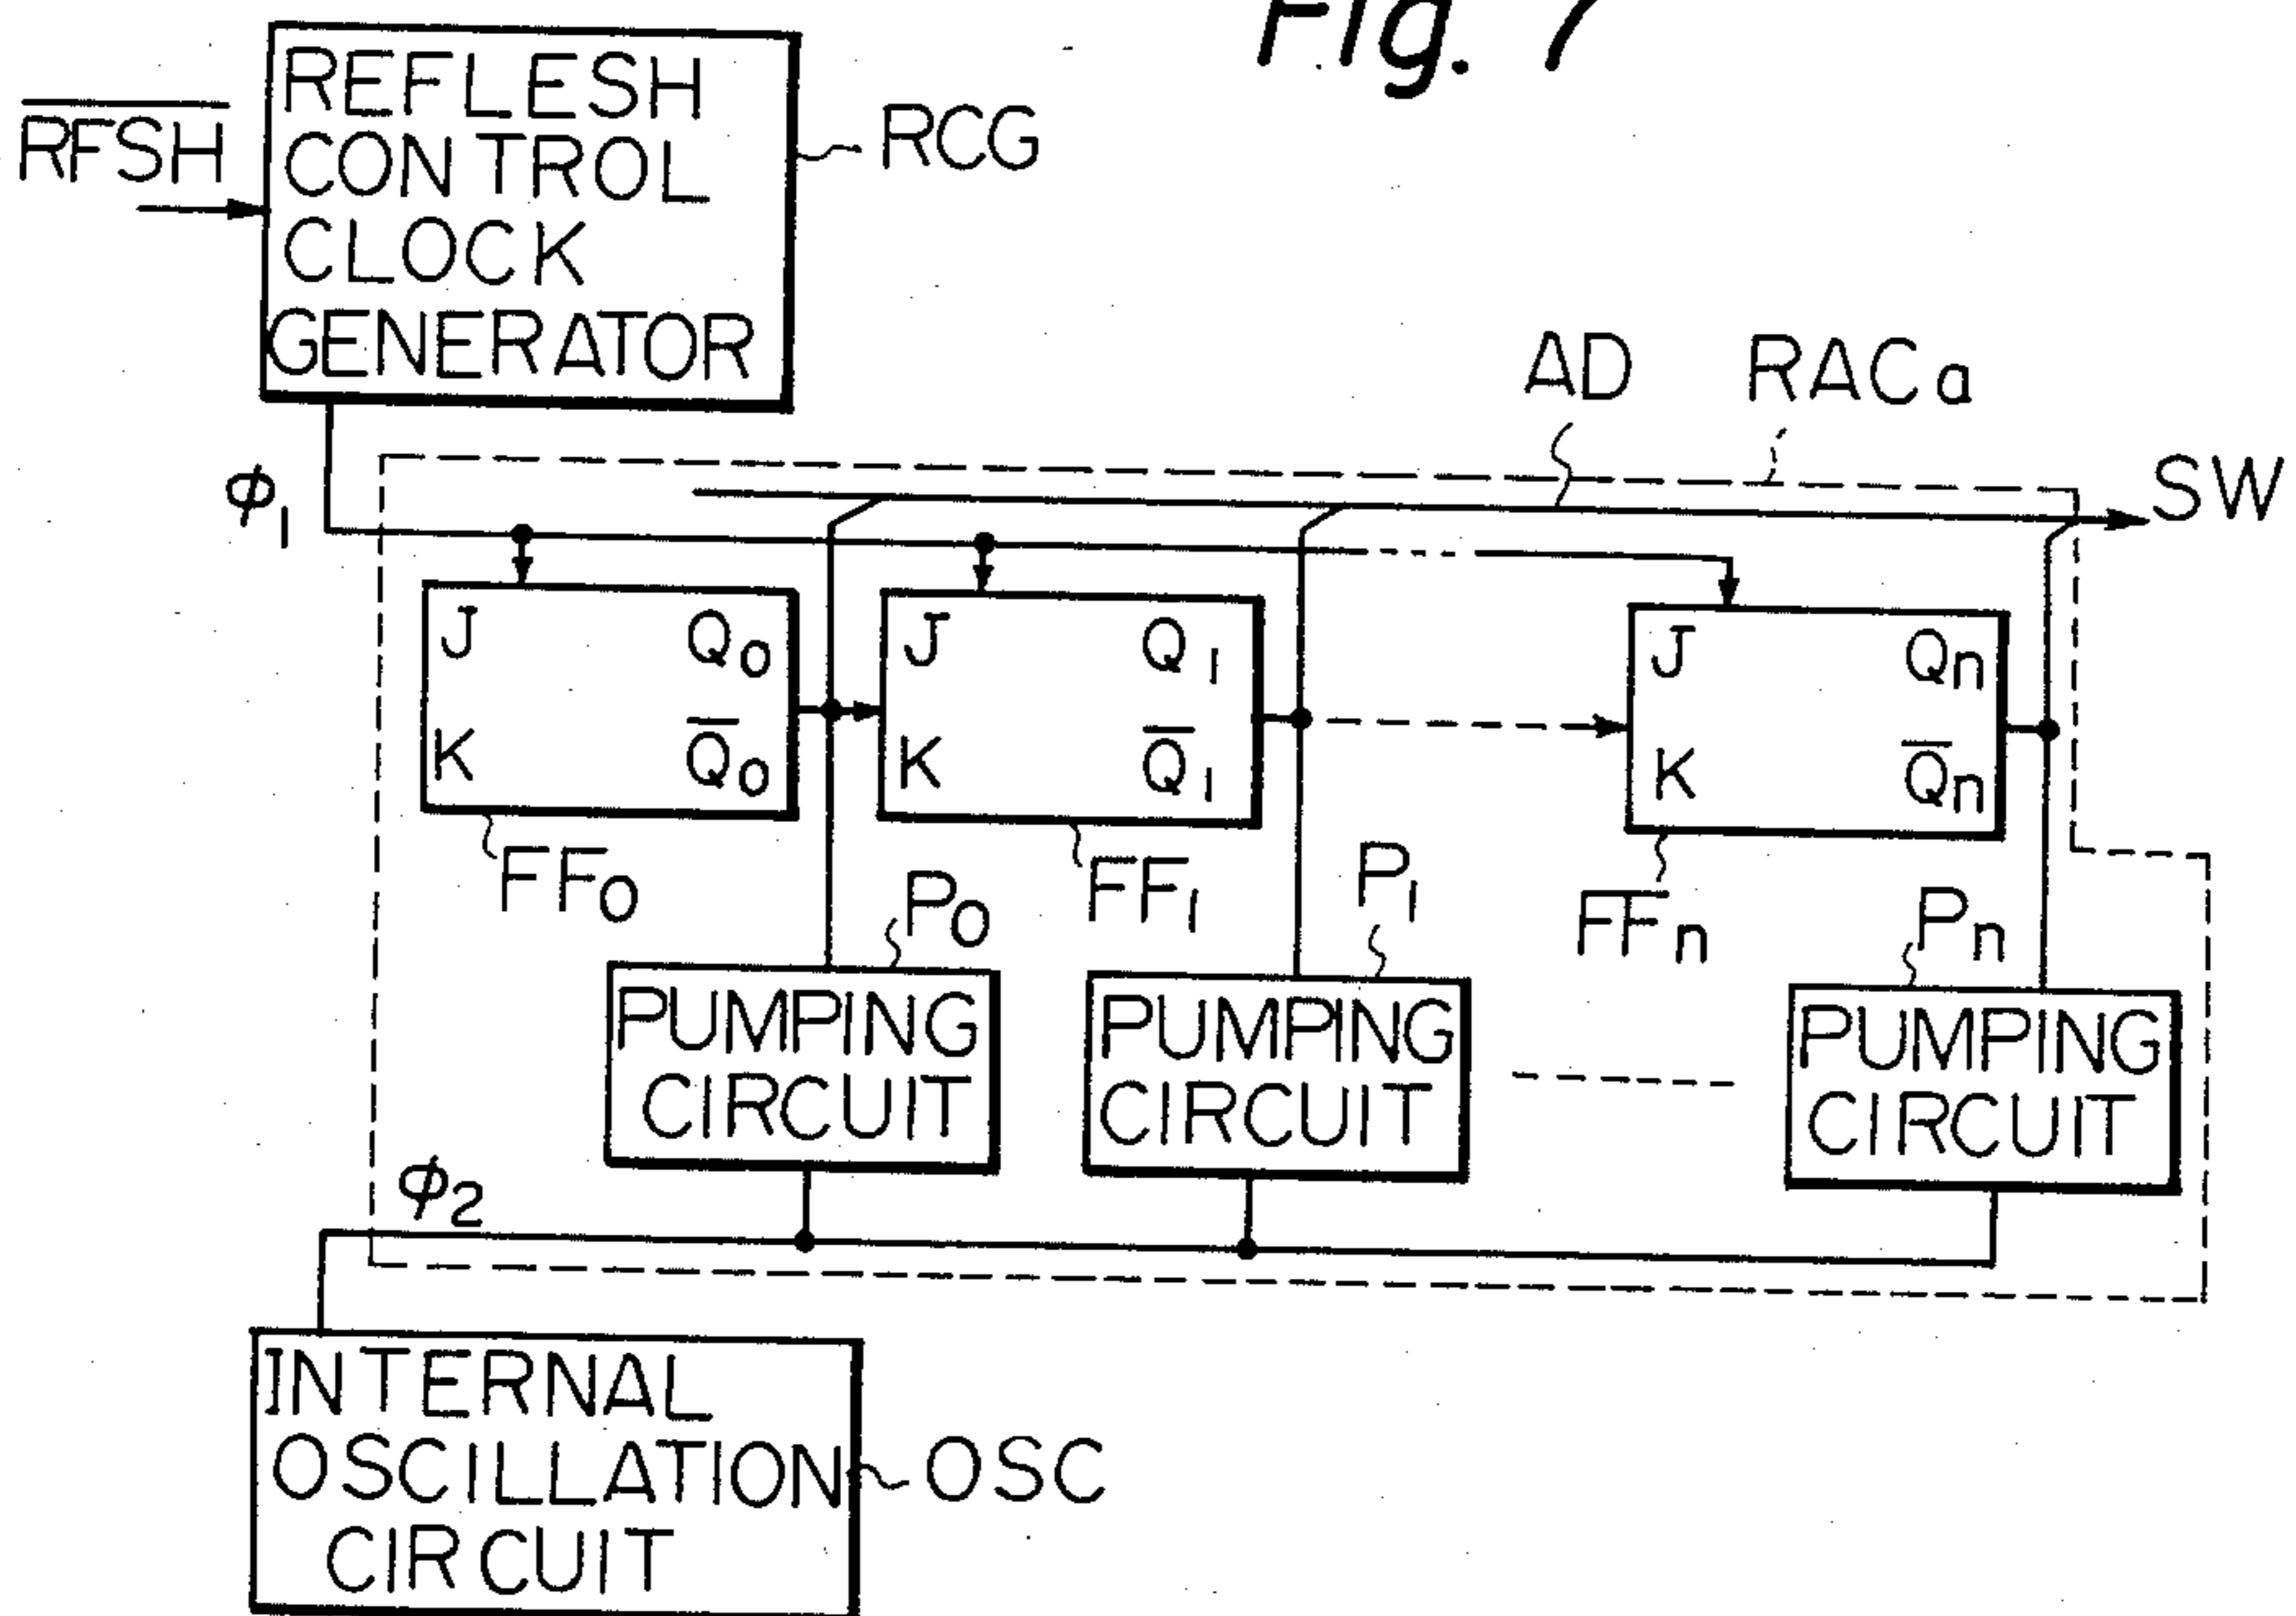 Fig. 7
REFLESH
CONTROL
CLOCK
GENERATOR
R̅F̅S̅H̅
RCG
AD
RACa
SW
ϕ1
J
Q0
K
Q̅0
J
Q1
K
Q̅1
J
Qn
K
Q̅n
FF0
P0
FF1
P1
FFn
Pn
PUMPING
CIRCUIT
PUMPING
CIRCUIT
PUMPING
CIRCUIT
ϕ2
INTERNAL
OSCILLATION
CIRCUIT
OSC